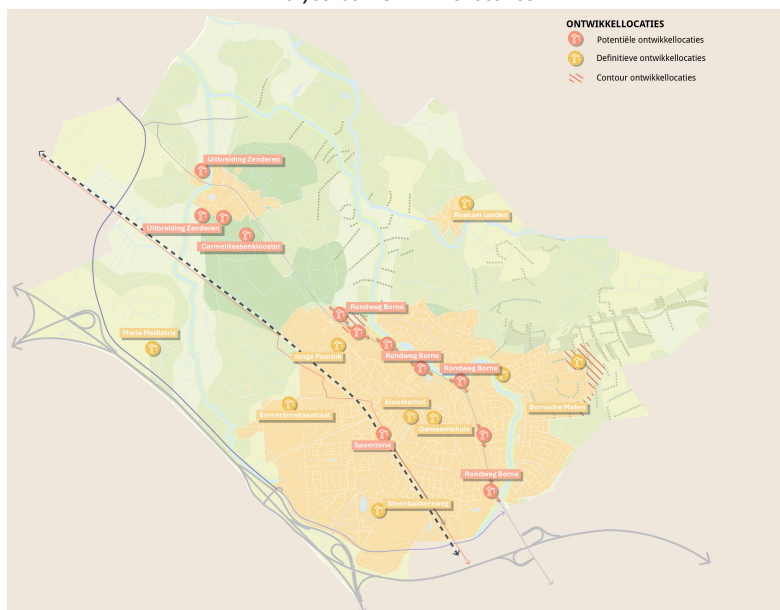 ONTWIKKELLOCATIES
Potentiële ontwikkellocaties
Definitieve ontwikkellocaties
Contour ontwikkellocaties
Uitbreiding Zenderen
Roskam landen
Uitbreiding Zenderen
Carmelitessenklooster
Rondweg Borne
Maria Mediatrix
Jonge Peerink
Rondweg Borne
Rondweg Borne
Kloosterhof
Bornsche Maten
Bornerbroeksestraat
Gemeentehuis
Spoorzone
Rondweg Borne
Steenbakkersweg